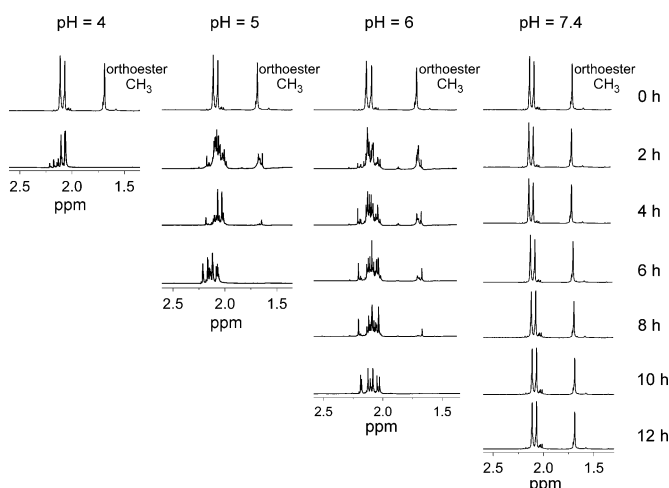 pH = 4 pH = 5 pH = 6 pH = 7.4
orthoester orthoester orthoester orthoester
CH₃ CH₃ CH₃ CH₃
0 h
2 h
2.5 2.0 1.5
ppm
4 h
6 h
2.5 2.0 1.5
ppm
8 h
10 h
2.5 2.0 1.5
ppm
12 h
2.5 2.0 1.5
ppm